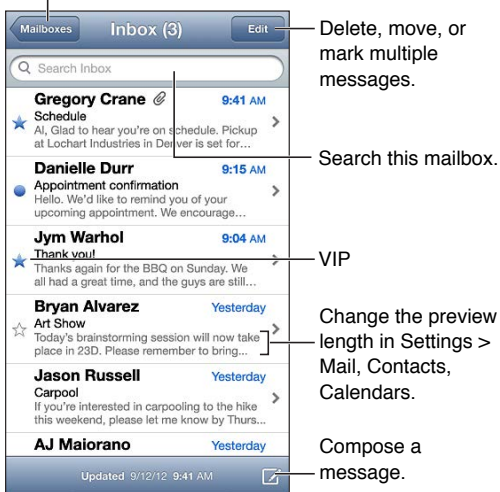 Mailboxes
Inbox (3)
Edit
Search Inbox
Gregory Crane
9:41 AM
Schedule
Al, Glad to hear you're on schedule. Pickup
at Lochart Industries in Denver is set for...
Danielle Durr
9:15 AM
Appointment confirmation
Hello. We'd like to remind you of your
upcoming appointment. We encourage...
Jym Warhol
9:04 AM
Thank you!
Thanks again for the BBQ on Sunday. We
all had a great time, and the guys are still...
Bryan Alvarez
Yesterday
Art Show
Today's brainstorming session will now take
place in 23D. Please remember to bring...
Jason Russell
Yesterday
Carpool
If you're interested in carpooling to the hike
this weekend, please let me know by Thurs...
AJ Maiorano
Yesterday
Updated 9/12/12 9:41 AM
Delete, move, or
mark multiple
messages.
Search this mailbox.
VIP
Change the preview
length in Settings >
Mail, Contacts,
Calendars.
Compose a
message.